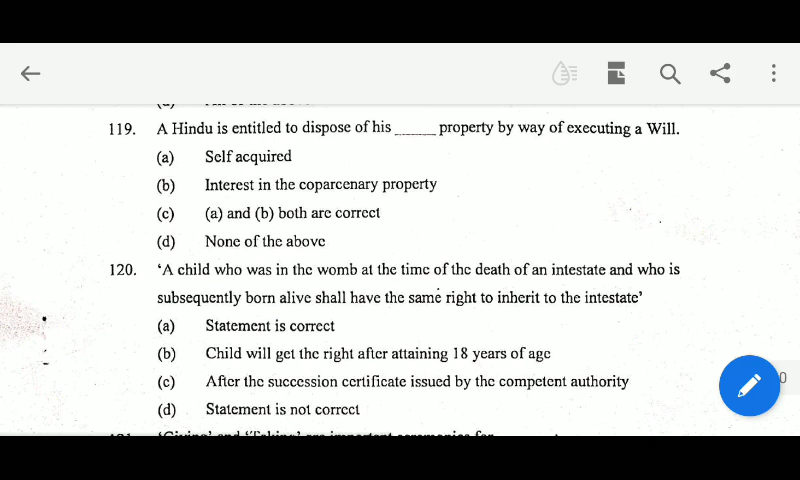 119. A Hindu is entitled to dispose of his ______ property by way of executing a Will.
(a) Self acquired
(b) Interest in the coparcenary property
(c) (a) and (b) both are correct
(d) None of the above
120. ‘A child who was in the womb at the time of the death of an intestate and who is
subsequently born alive shall have the same right to inherit to the intestate’
(a) Statement is correct
(b) Child will get the right after attaining 18 years of age
(c) After the succession certificate issued by the competent authority
0
(d) Statement is not correct